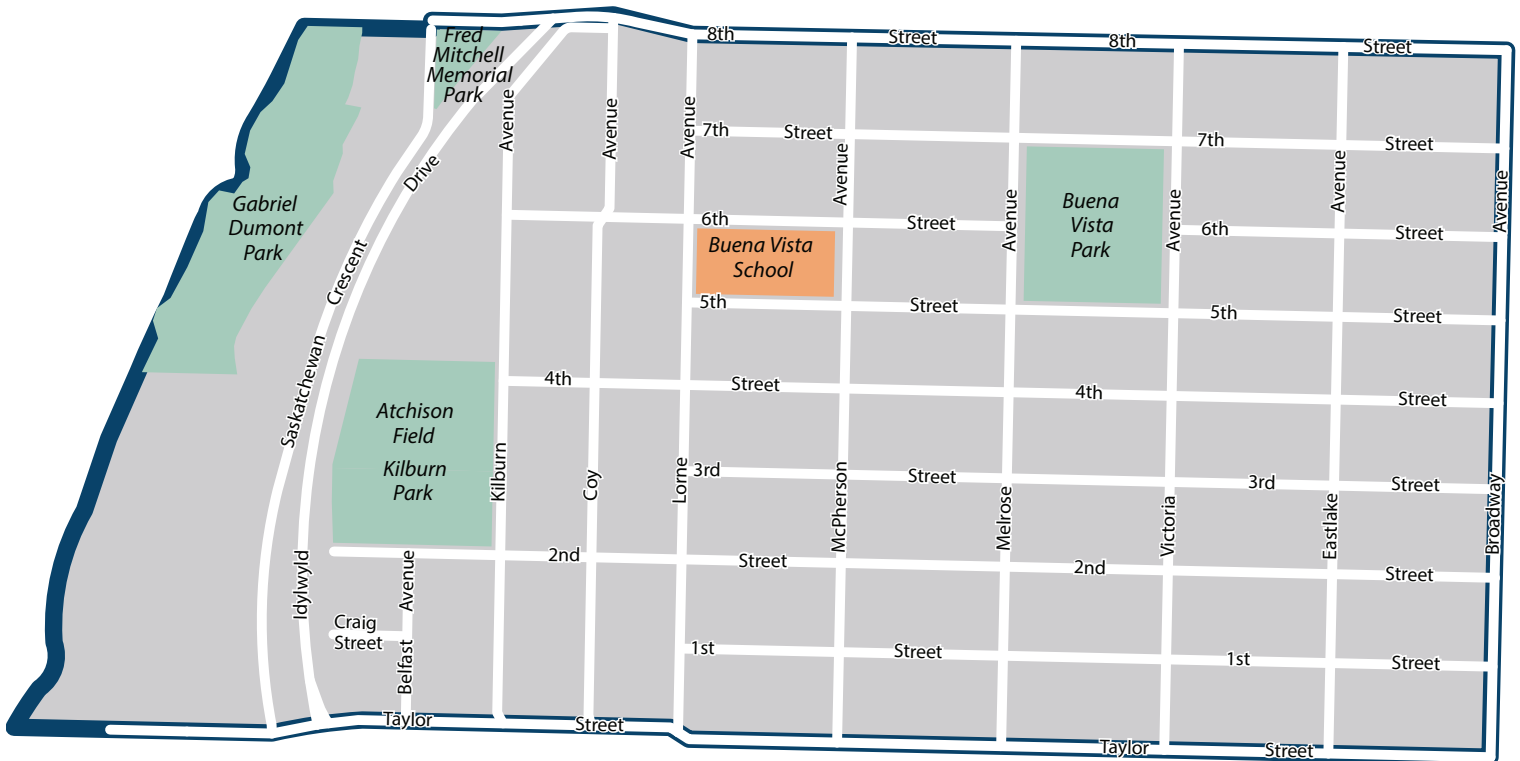 8th
Street
8th
Street
Fred
Mitchell
Memorial
Park
Avenue
Avenue
Avenue
7th
Street
7th
Street
Avenue
Avenue
Avenue
Avenue
Avenue
Drive
Gabriel
Dumont
Park
Buena
Vista
Park
6th
Street
6th
Street
Buena Vista
School
Crescent
5th
Street
5th
Street
Saskatchewan
4th
Street
4th
Street
Atchison
Field
Kilburn
Park
Kilburn
Coy
Lorne
3rd
Street
3rd
Street
McPherson
Melrose
Victoria
Eastlake
Broadway
2nd
Street
2nd
Street
Idylwyld
Avenue
Craig
Street
Belfast
1st
Street
1st
Street
Taylor
Street
Taylor
Street